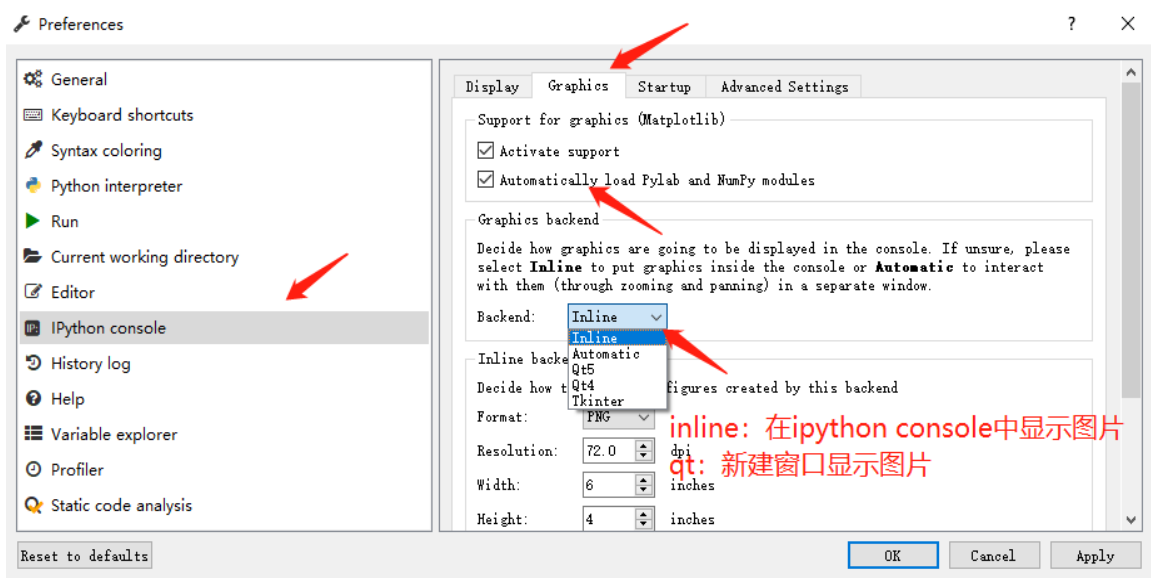 Preferences
?
General
Keyboard shortcuts
Syntax coloring
Python interpreter
Run
Current working directory
Editor
IP:
IPython console
History log
Help
Variable explorer
Profiler
Static code analysis
Display Graphics Startup Advanced Settings
Support for graphics (Matplotlib)
Activate support
Automatically load Pylab and NumPy modules
Graphics backend
Decide how graphics are going to be displayed in the console. If unsure, please
select Inline to put graphics inside the console or Automatic to interact
with them (through zooming and panning) in a separate window.
Backend: Inline
Inline
Automatic
Qt5
Qt4
Tkinter
Inline backe
Decide how t figures created by this backend
Format: PNG
Resolution: 72.0 dpi
Width: 6 inches
Height: 4 inches
inline：在ipython console中显示图片
qt：新建窗口显示图片
Reset to defaults
OK Cancel Apply